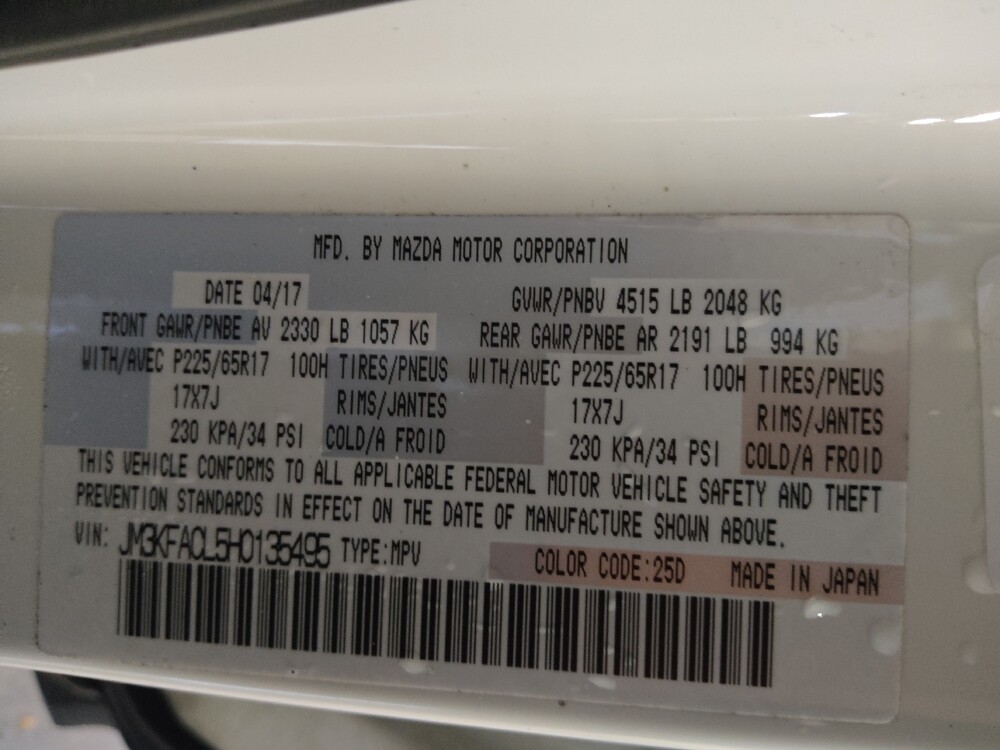 MFD. BY MAZDA MOTOR CORPORATION
DATE 04/17 GVWR/PNBV 4515 LB 2048 KG
FRONT GAWR/PNBE AV 2330 LB 1057 KG REAR GAWR/PNBE AR 2191 LB 994 KG
WITH/AVEC P225/65R17 100H TIRES/PNEUS WITH/AVEC P225/65R17 100H TIRES/PNEUS
17X7J RIMS/JANTES 17X7J RIMS/JANTES
230 KPA/34 PSI COLD/A FROID 230 KPA/34 PSI COLD/A FROID
THIS VEHICLE CONFORMS TO ALL APPLICABLE FEDERAL MOTOR VEHICLE SAFETY AND THEFT
PREVENTION STANDARDS IN EFFECT ON THE DATE OF MANUFACTURE SHOWN ABOVE.
VIN: JM3KFACL5H0135495 TYPE:MPV COLOR CODE:25D MADE IN JAPAN